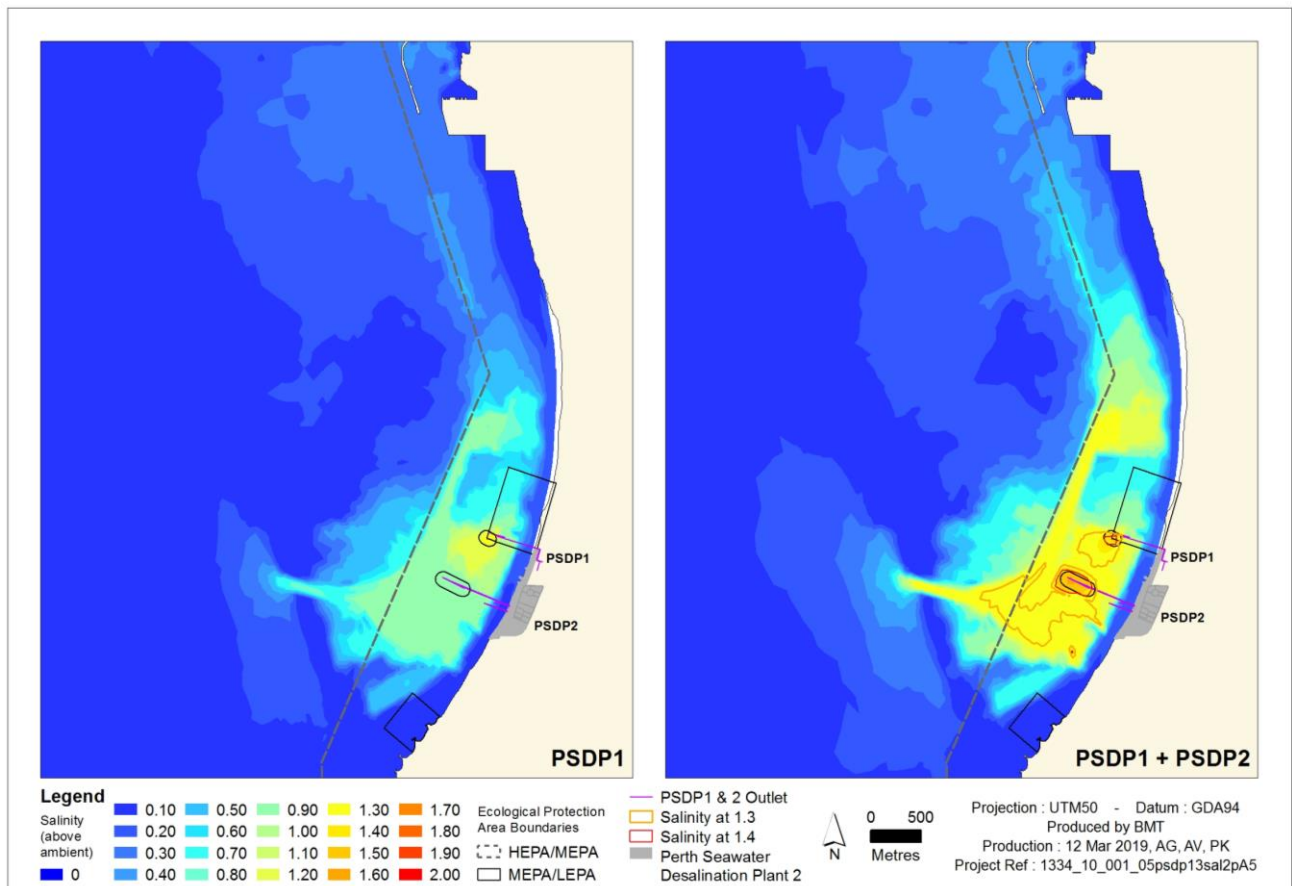 PSDP1
PSDP2
PSDP1
PSDP1
PSDP2
PSDP1 + PSDP2
Legend
Salinity
(above
ambient)
0
0.10
0.20
0.30
0.40
0.50
0.60
0.70
0.80
0.90
1.00
1.10
1.20
1.30
1.40
1.50
1.60
1.70
1.80
1.90
2.00
Ecological Protection
Area Boundaries
HEPA/MEPA
MEPA/LEPA
PSDP1 & 2 Outlet
Salinity at 1.3
Salinity at 1.4
Perth Seawater
Desalination Plant 2
N
0 500
Metres
Projection : UTM50 - Datum : GDA94
Produced by BMT
Production : 12 Mar 2019, AG, AV, PK
Project Ref : 1334_10_001_05psdp13sal2pA5